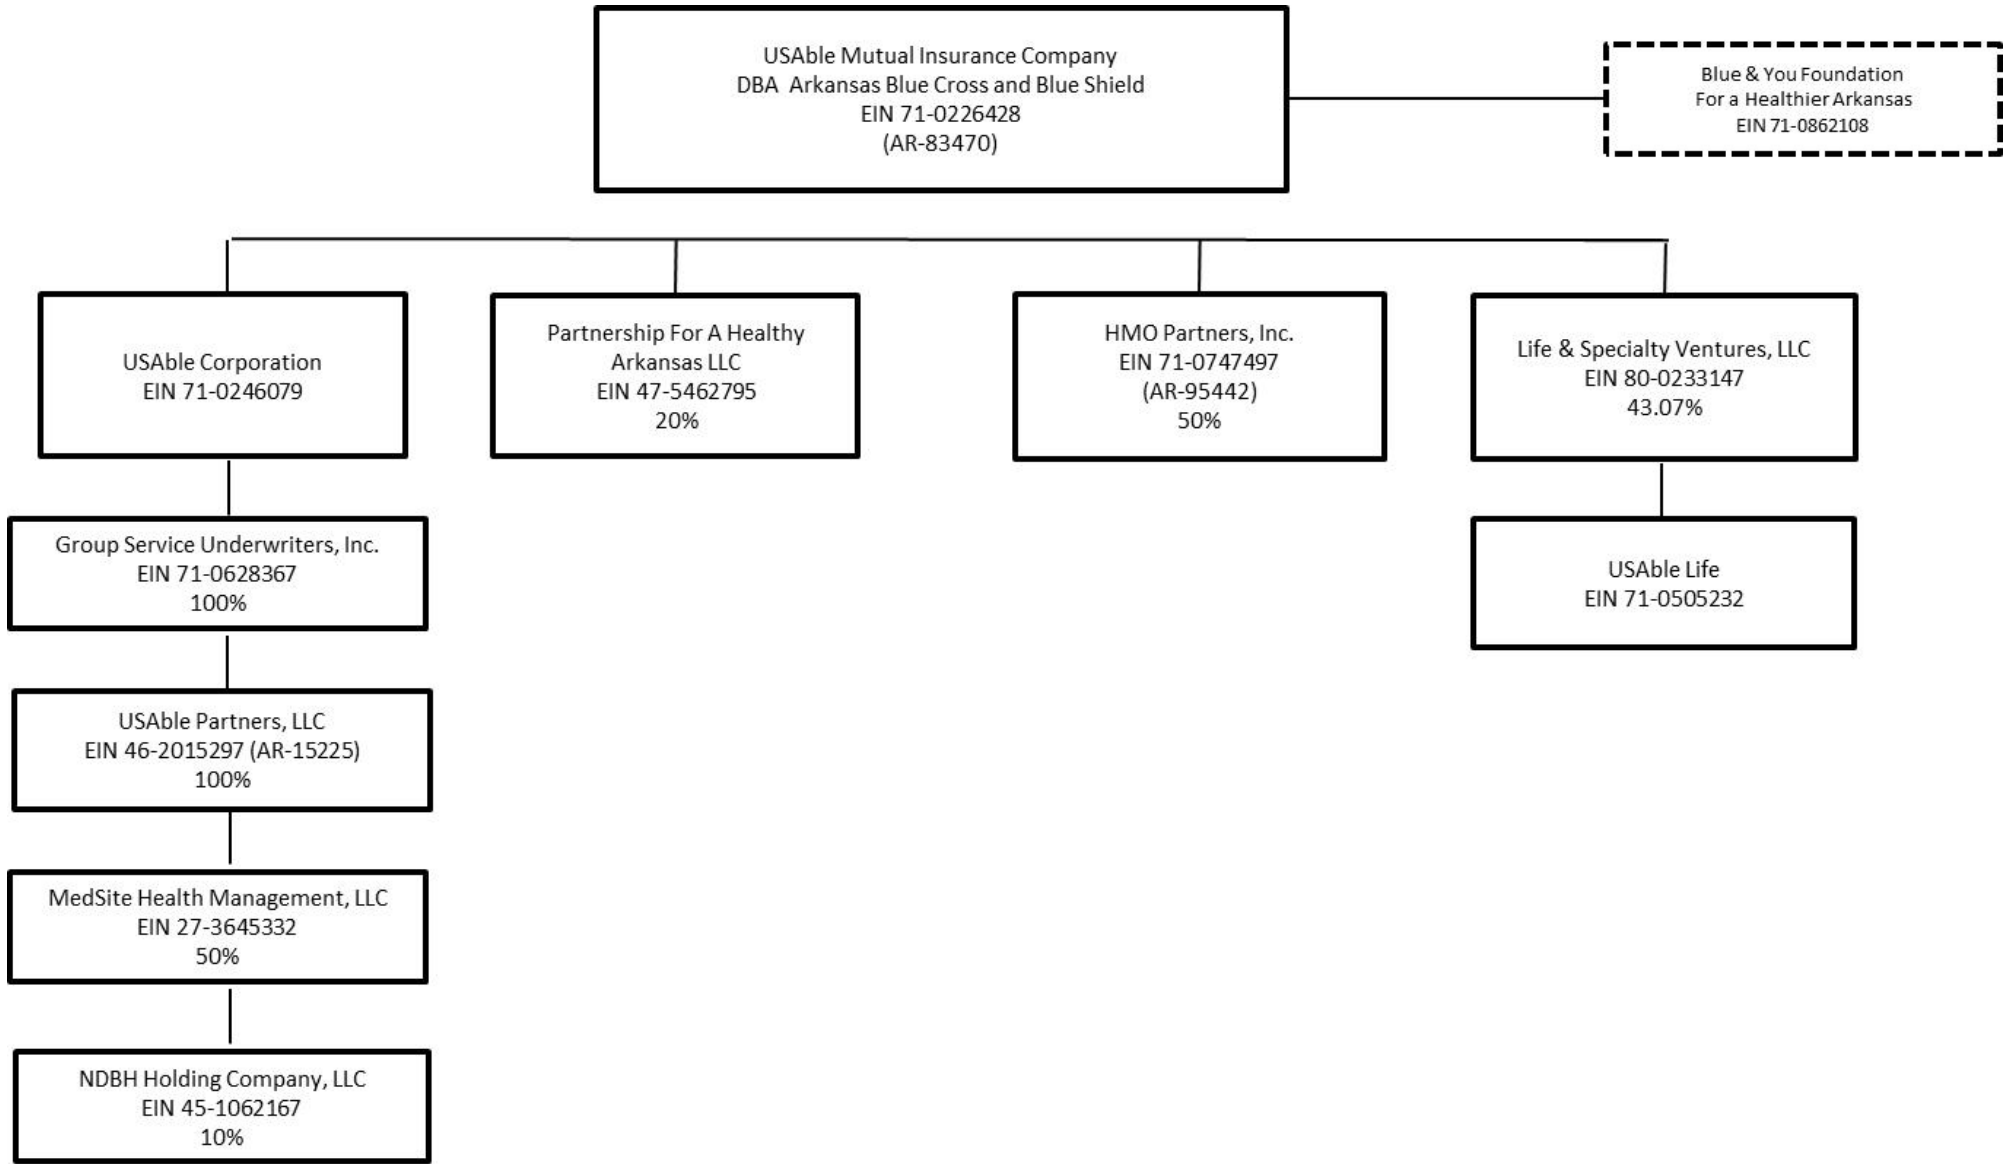 USAble Mutual Insurance Company
DBA Arkansas Blue Cross and Blue Shield
EIN 71-0226428
(AR-83470)
Blue & You Foundation
For a Healthier Arkansas
EIN 71-0862108
USAble Corporation
EIN 71-0246079
Partnership For A Healthy
Arkansas LLC
EIN 47-5462795
20%
HMO Partners, Inc.
EIN 71-0747497
(AR-95442)
50%
Life & Specialty Ventures, LLC
EIN 80-0233147
43.07%
Group Service Underwriters, Inc.
EIN 71-0628367
100%
USAble Life
EIN 71-0505232
USAble Partners, LLC
EIN 46-2015297 (AR-15225)
100%
MedSite Health Management, LLC
EIN 27-3645332
50%
NDBH Holding Company, LLC
EIN 45-1062167
10%